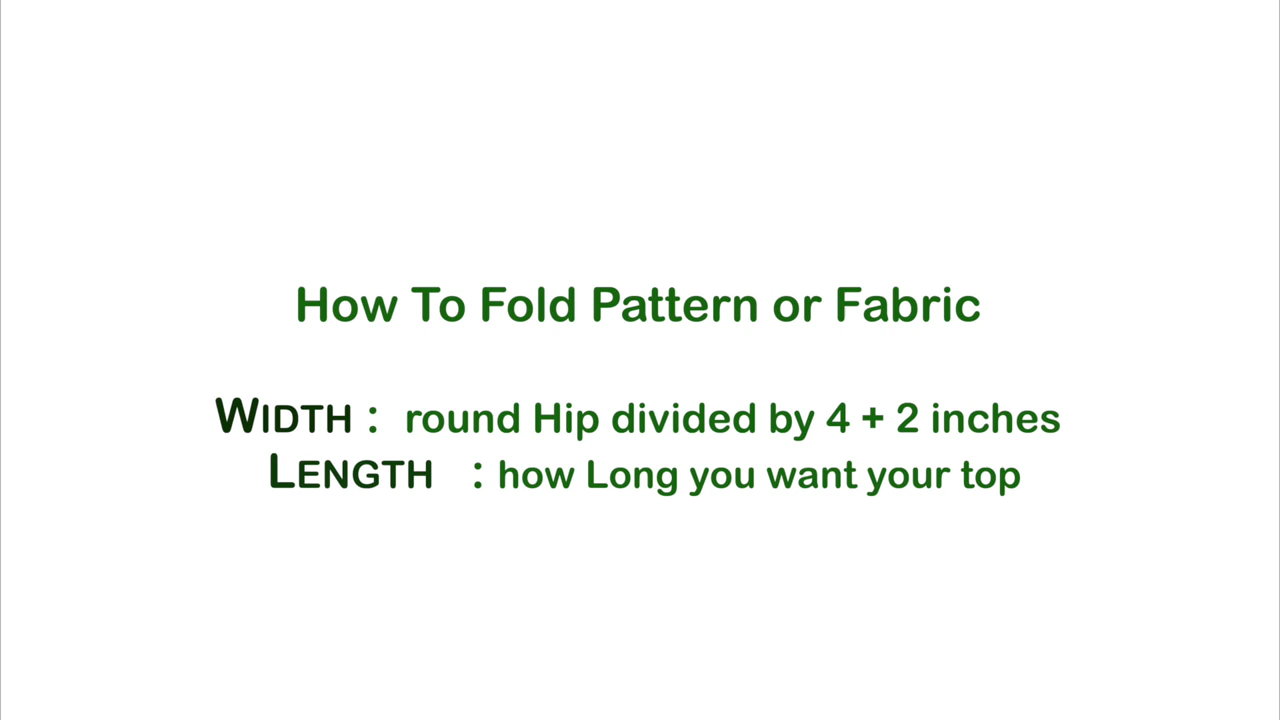 How To Fold Pattern or Fabric
WIDTH : round Hip divided by 4 + 2 inches
LENGTH : how Long you want your top